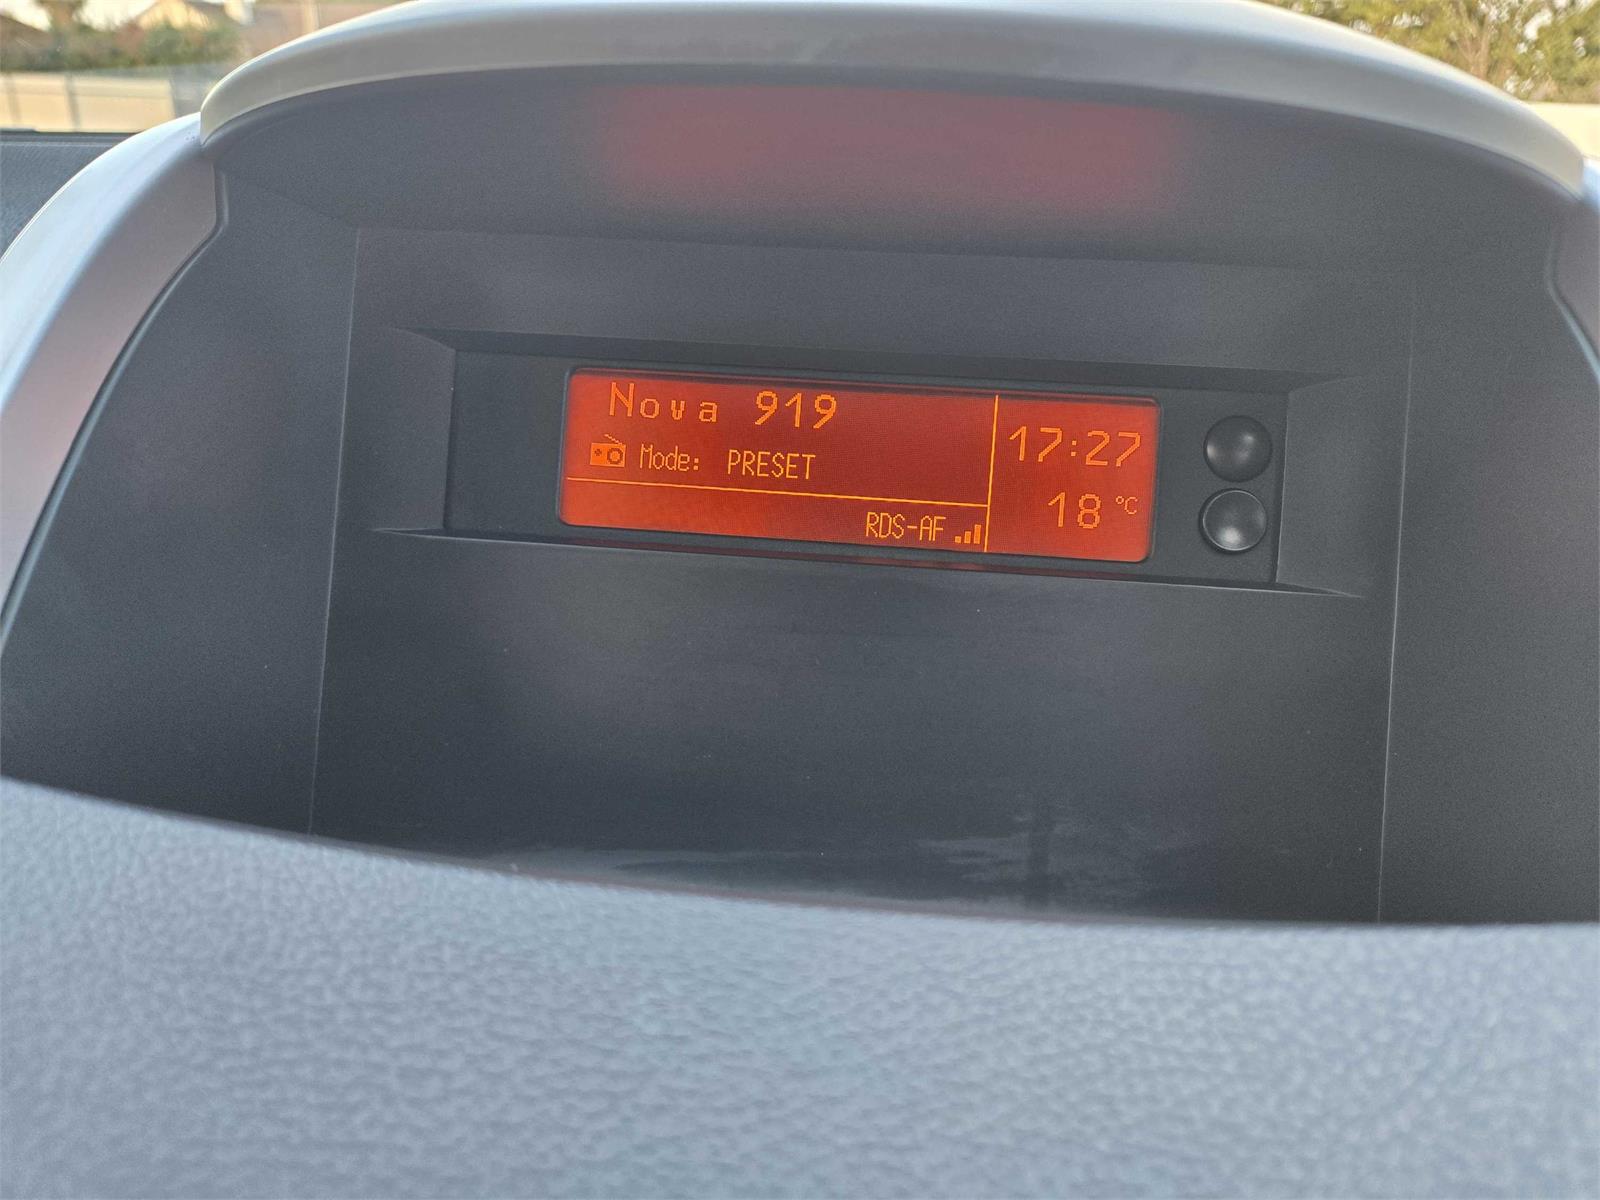 Nova 919
Mode: PRESET
RDS-AF
17:27
18 °C